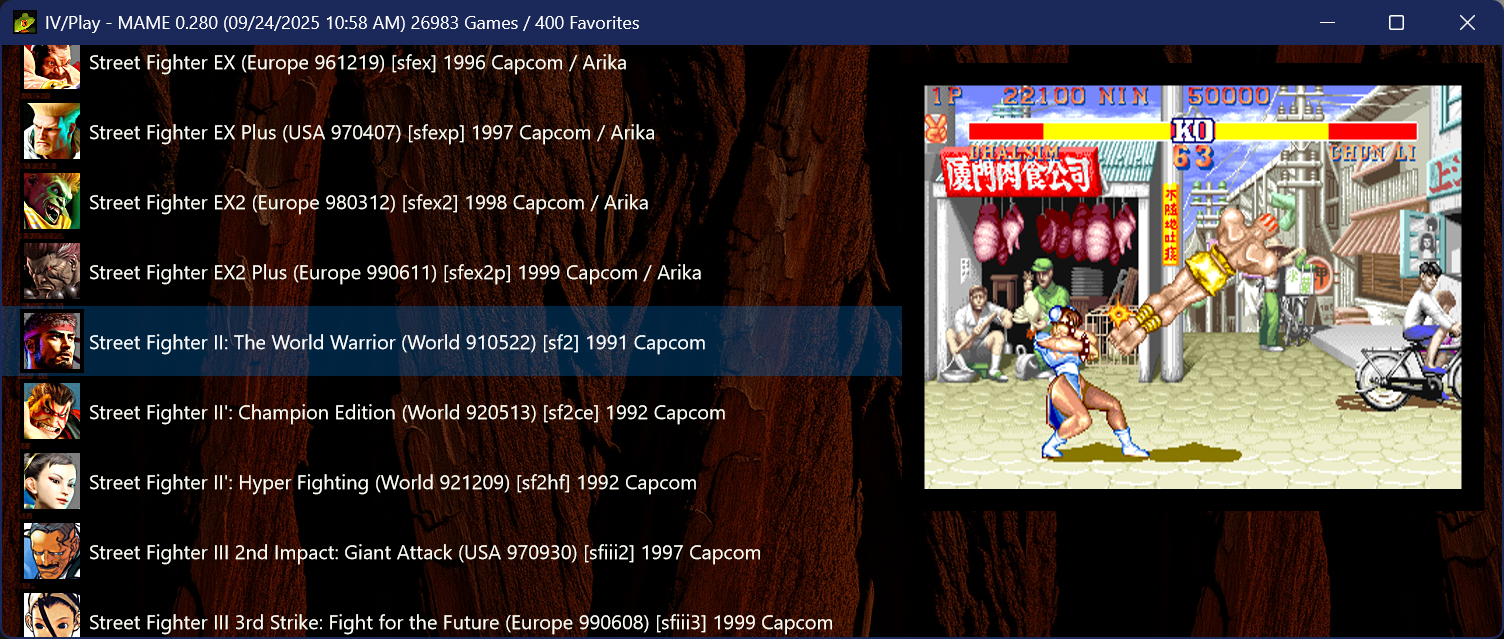 IV/Play - MAME 0.280 (09/24/2025 10:58 AM) 26983 Games / 400 Favorites
Street Fighter EX (Europe 961219) [sfex] 1996 Capcom / Arika
Street Fighter EX Plus (USA 970407) [sfexp] 1997 Capcom / Arika
Street Fighter EX2 (Europe 980312) [sfex2] 1998 Capcom / Arika
Street Fighter EX2 Plus (Europe 990611) [sfex2p] 1999 Capcom / Arika
Street Fighter II: The World Warrior (World 910522) [sf2] 1991 Capcom
Street Fighter II': Champion Edition (World 920513) [sf2ce] 1992 Capcom
Street Fighter II': Hyper Fighting (World 921209) [sf2hf] 1992 Capcom
Street Fighter III 2nd Impact: Giant Attack (USA 970930) [sfiii2] 1997 Capcom
Street Fighter III 3rd Strike: Fight for the Future (Europe 990608) [sfiii3] 1999 Capcom
1P 22100 NIN 50000
KO
DHALSIM 63 CHUN LI
廈門肉食公司